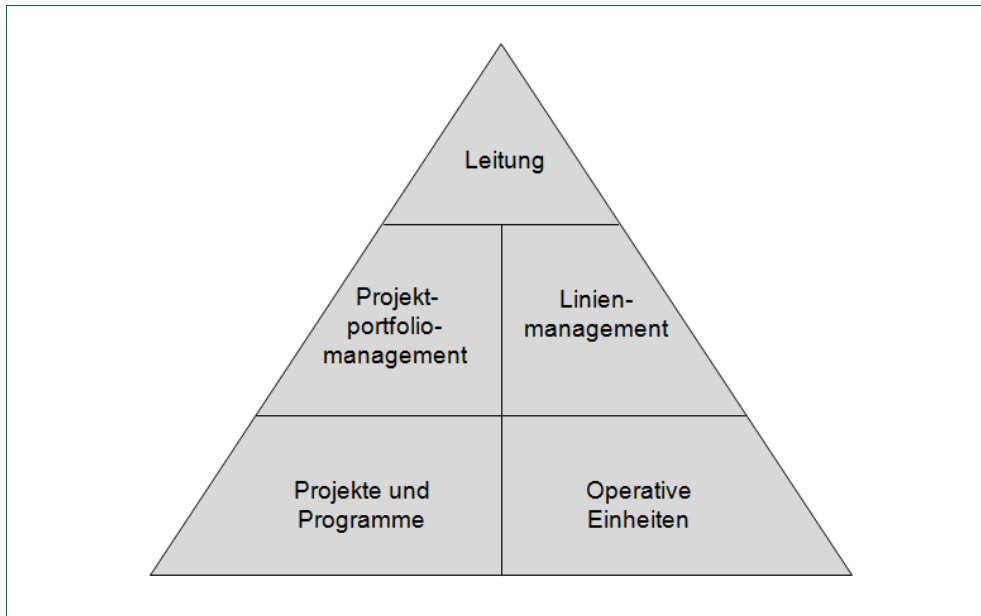 Leitung
Projekt-
portfolio-
management
Linien-
management
Projekte und
Programme
Operative
Einheiten